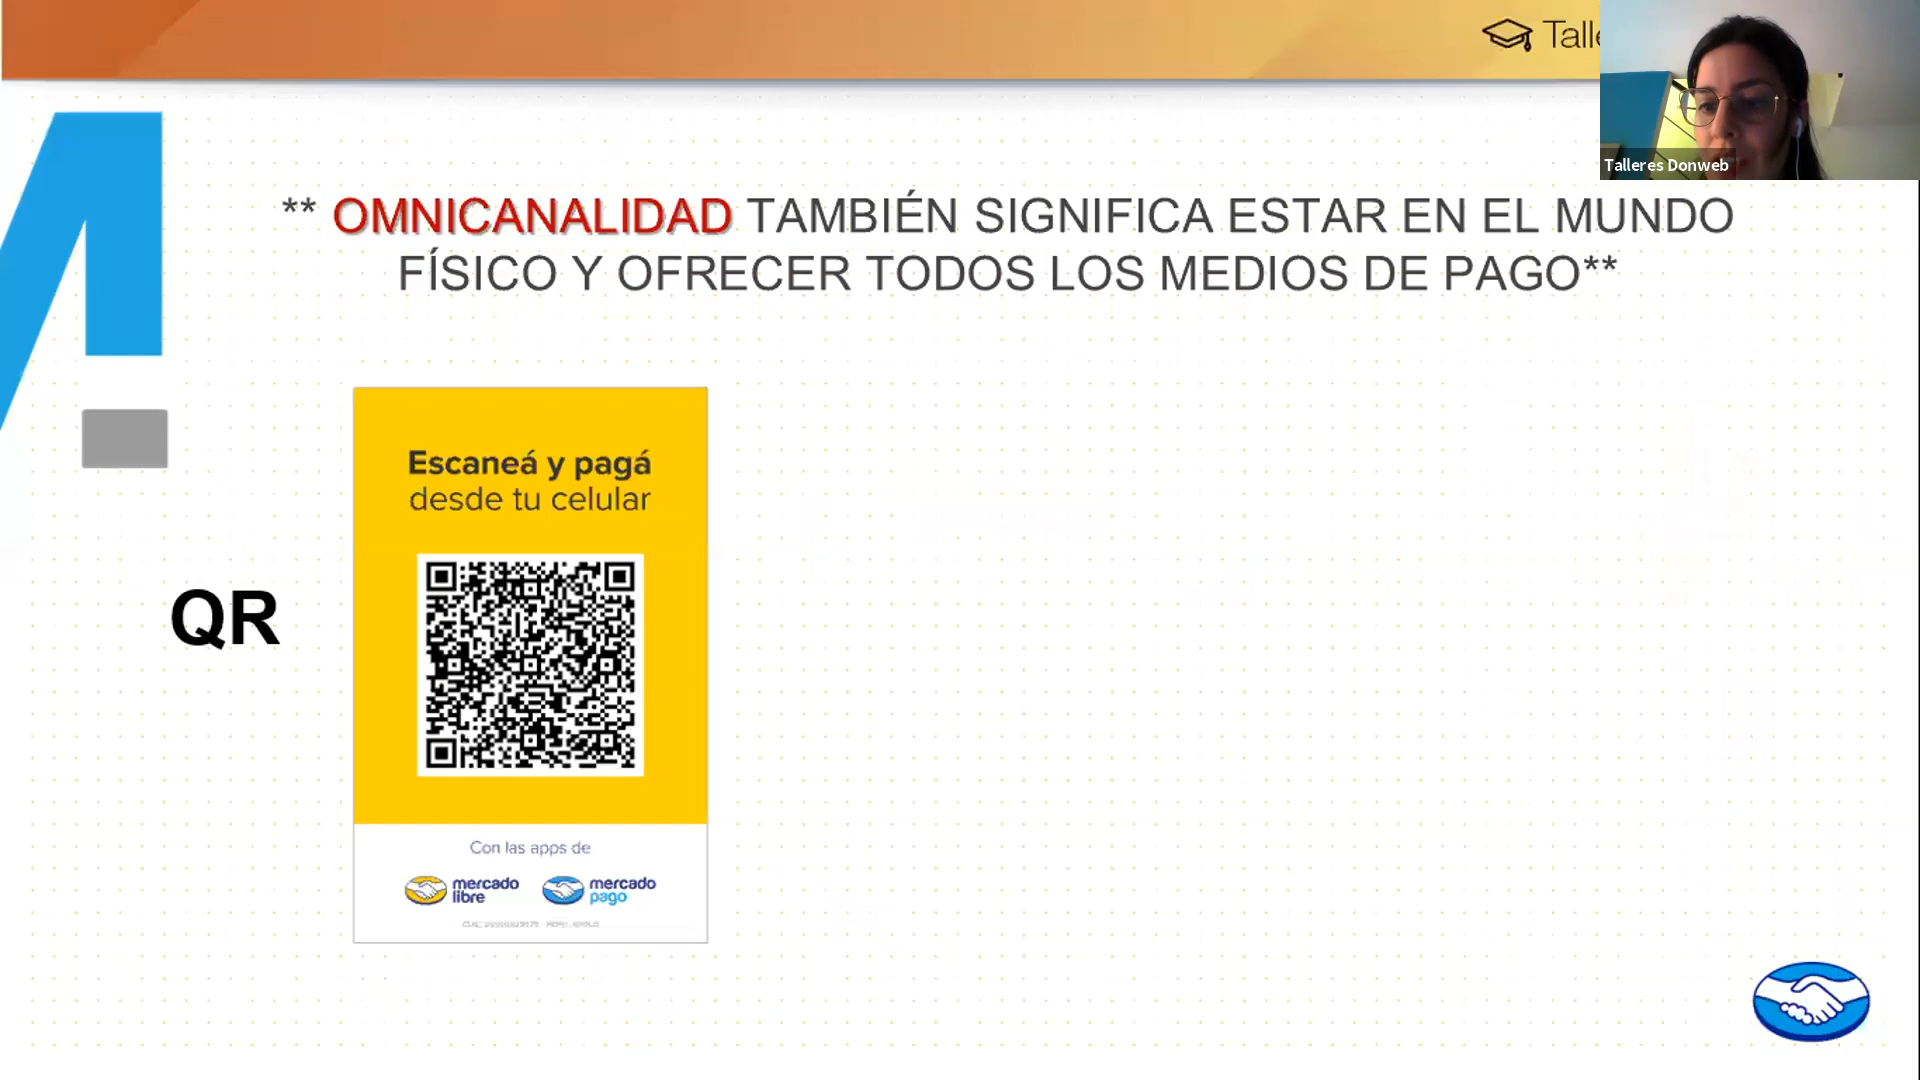 Talle
Talleres Donweb
** OMNICANALIDAD TAMBIÉN SIGNIFICA ESTAR EN EL MUNDO
FÍSICO Y OFRECER TODOS LOS MEDIOS DE PAGO**
Escaneá y pagá
desde tu celular
QR
Con las apps de
mercado
libre
mercado
pago